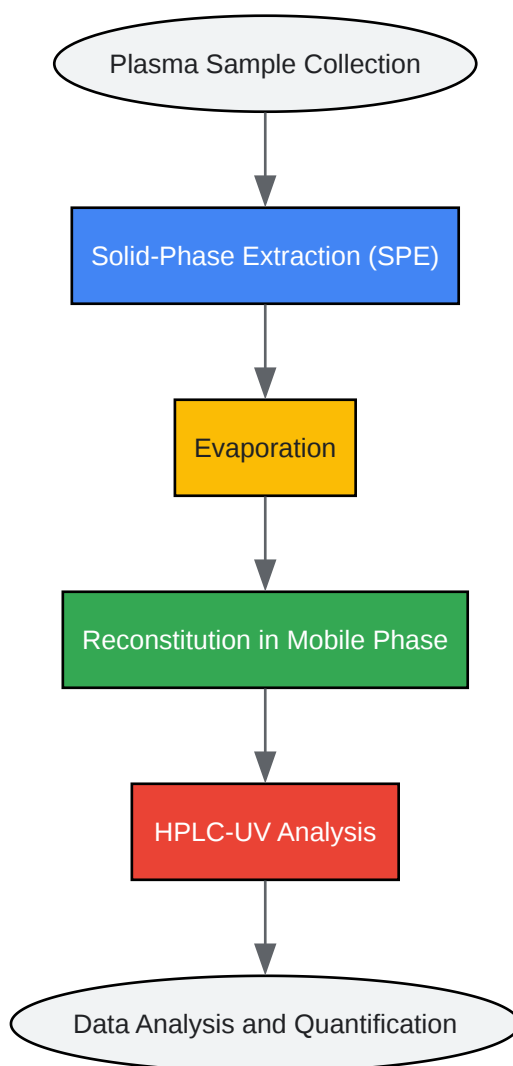 Plasma Sample Collection
Solid-Phase Extraction (SPE)
Evaporation
Reconstitution in Mobile Phase
HPLC-UV Analysis
Data Analysis and Quantification